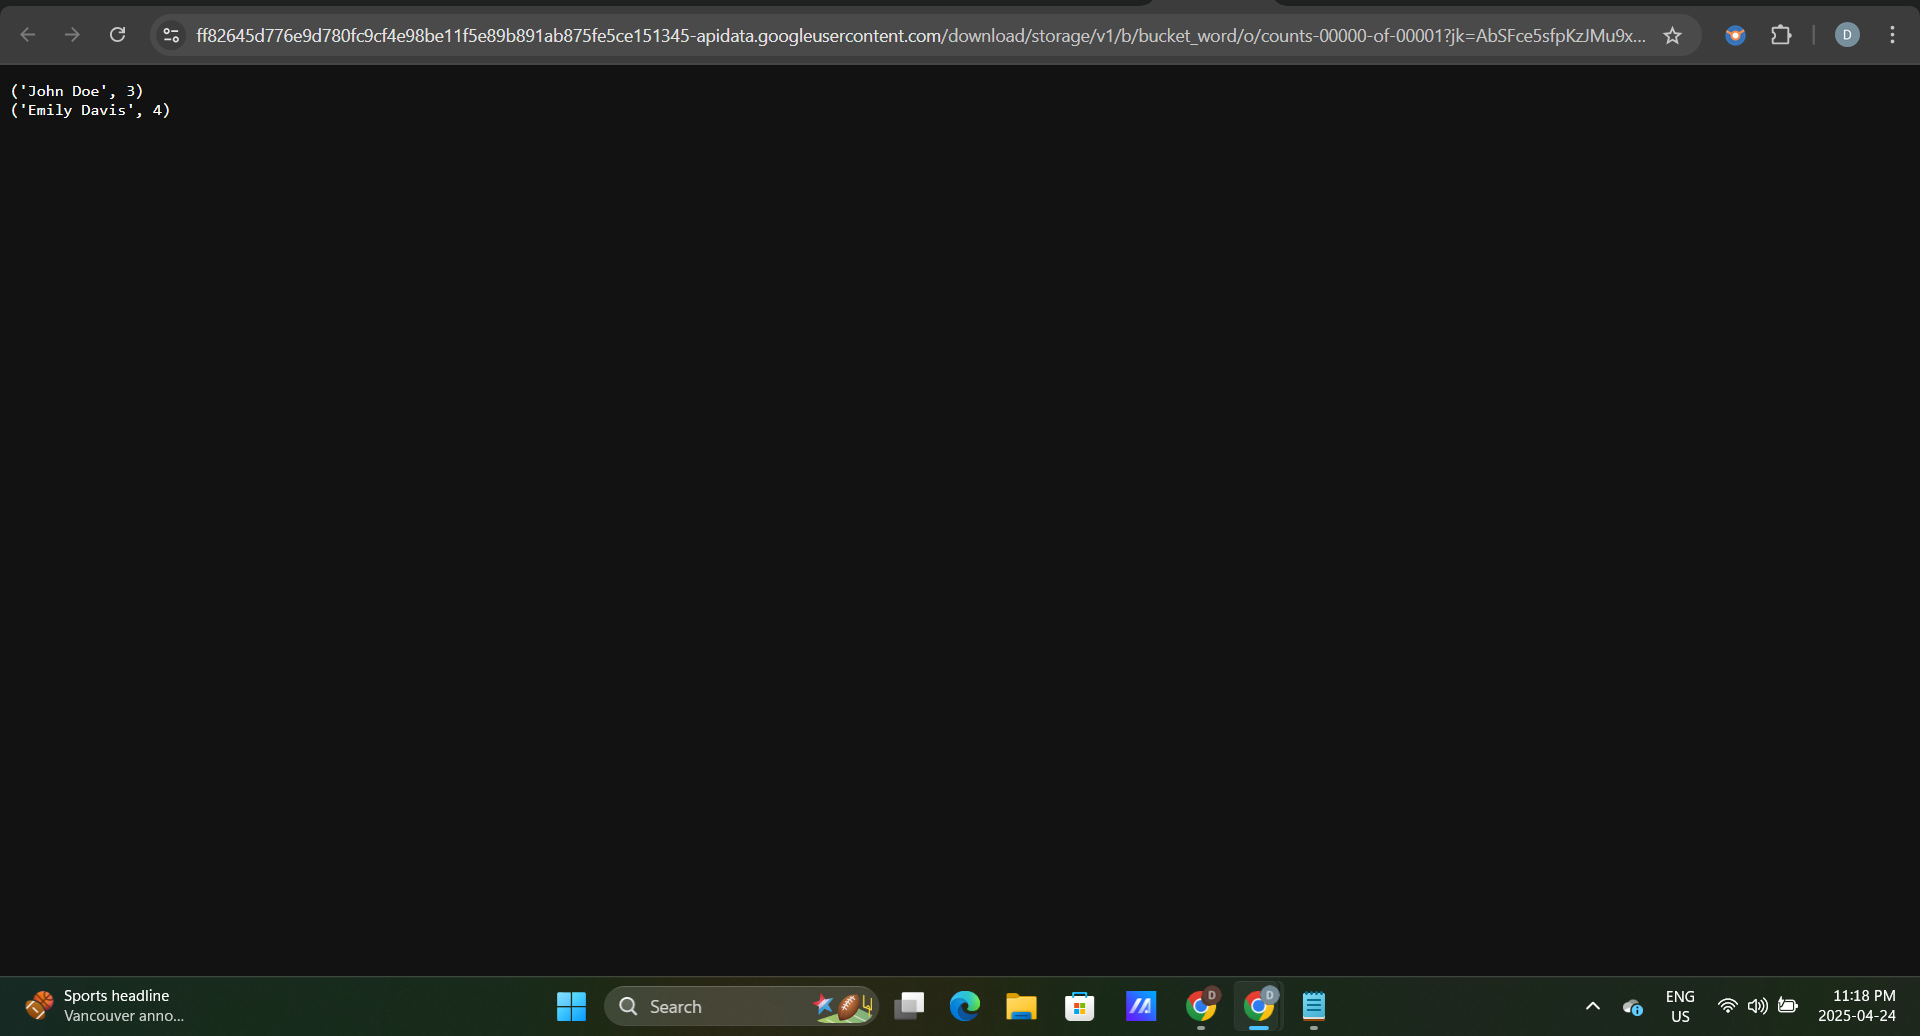 ff82645d776e9d780fc9cf4e98be11f5e89b891ab875fe5ce151345-apidata.googleusercontent.com/download/storage/v1/b/bucket_word/o/counts-00000-of-00001?jk=AbSFce5sfpKzJMu9x...
D
('John Doe', 3)
('Emily Davis', 4)
Sports headline
Vancouver anno...
Search
D
D
ENG
US
11:18 PM
2025-04-24